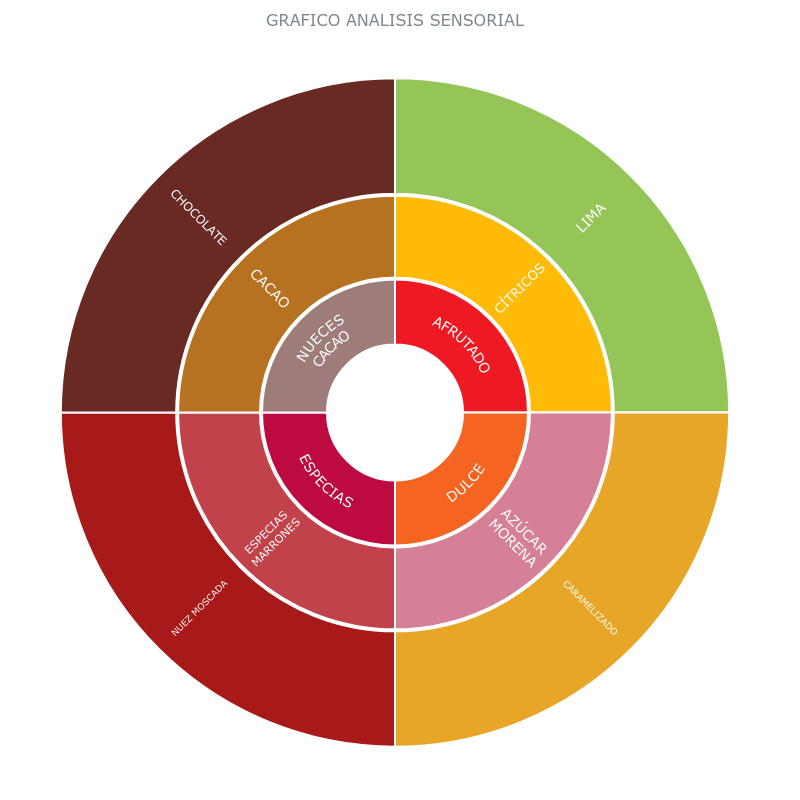 GRAFICO ANALISIS SENSORIAL
CHOCOLATE
LIMA
CACAO
CÍTRICOS
NUECES
CACAO
AFRUTADO
ESPECIAS
DULCE
ESPECIAS
MARRONES
AZÚCAR
MORENA
NUEZ MOSCADA
CARAMELIZADO